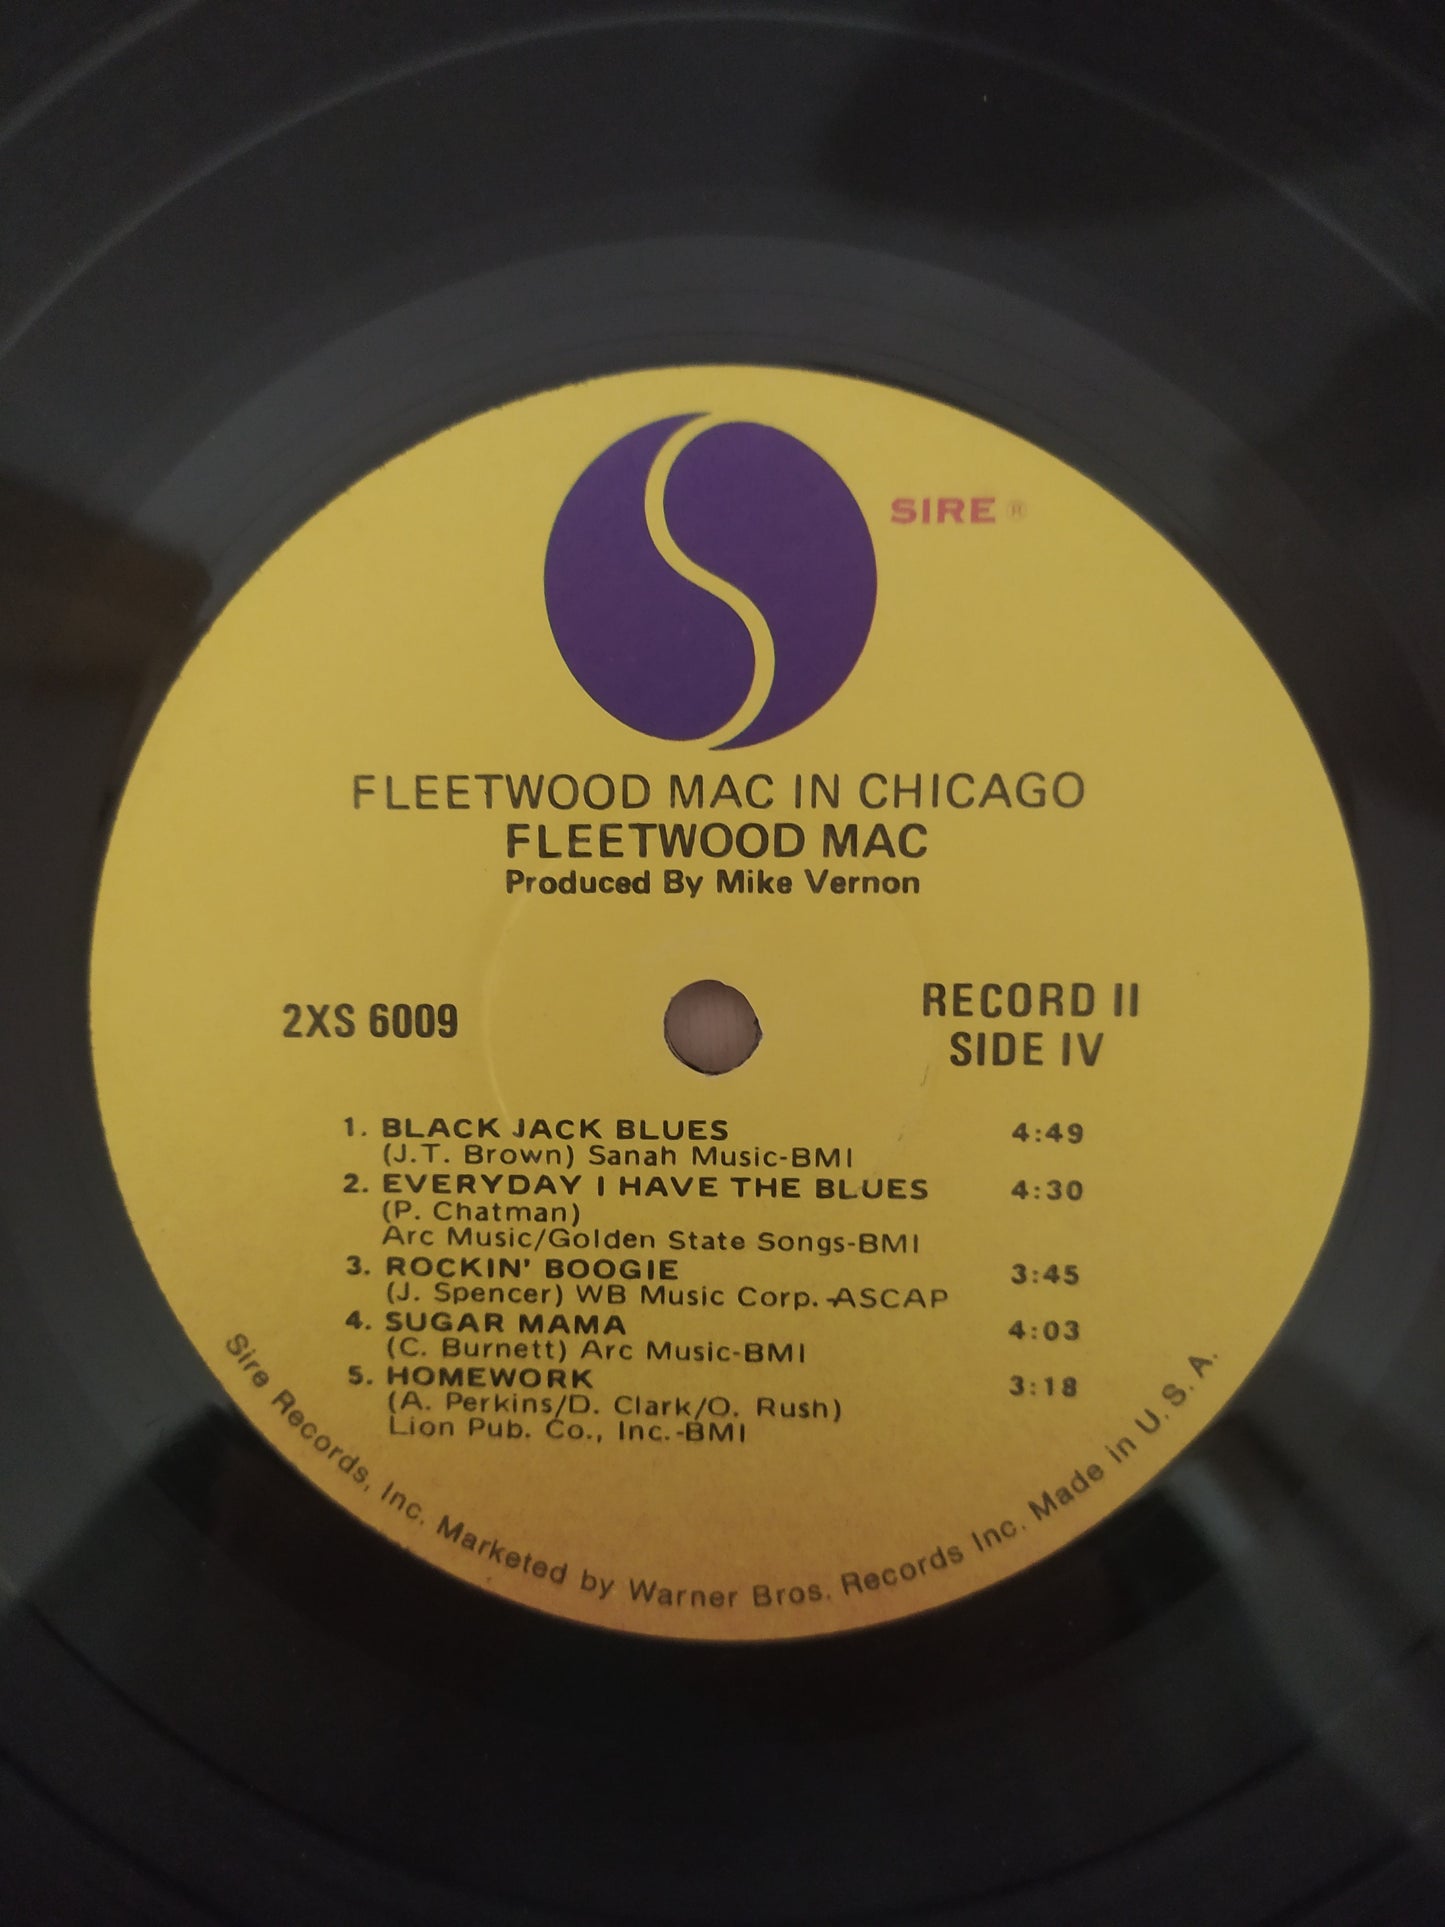 SIRE ®
FLEETWOOD MAC IN CHICAGO
FLEETWOOD MAC
Produced By Mike Vernon
2XS 6009
RECORD II
SIDE IV
1. BLACK JACK BLUES 4:49
(J.T. Brown) Sanah Music-BMI
2. EVERYDAY I HAVE THE BLUES 4:30
(P. Chatman)
Arc Music/Golden State Songs-BMI
3. ROCKIN' BOOGIE 3:45
(J. Spencer) WB Music Corp.-ASCAP
4. SUGAR MAMA 4:03
(C. Burnett) Arc Music-BMI
5. HOMEWORK 3:18
(A. Perkins/D. Clark/O. Rush)
Lion Pub. Co., Inc.-BMI
Sire Records, Inc. Marketed by Warner Bros. Records Inc. Made in U.S.A.